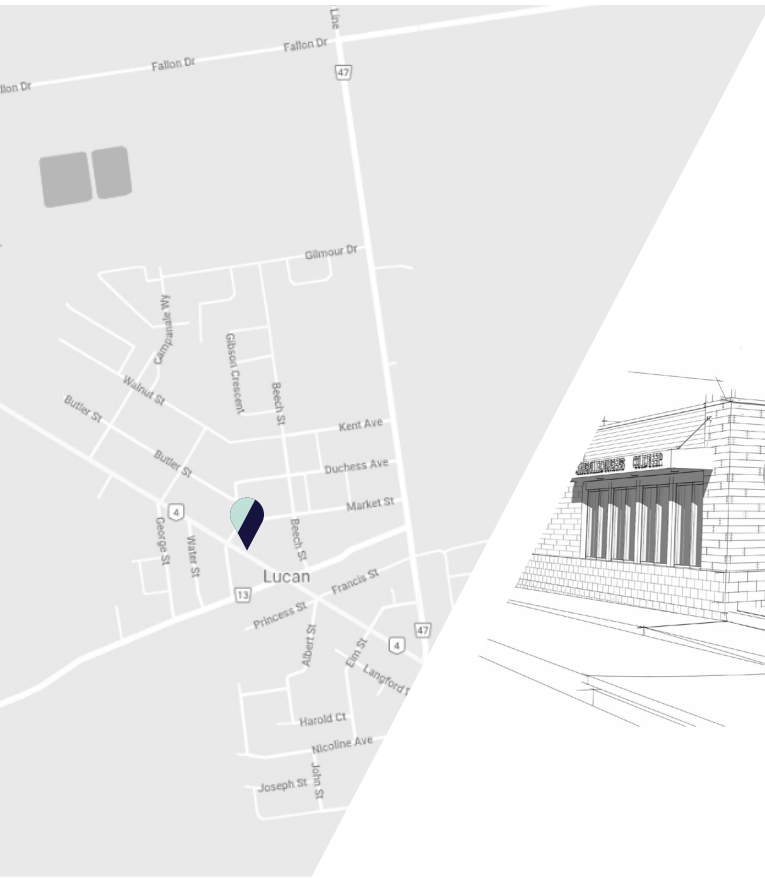 Line
Fallon Dr
Fallon Dr
llon Dr
47
Gilmour Dr
Campanale Wy
Gibson Crescent
Walnut St
Beech St
Butler St
Kent Ave
Butler St
Duchess Ave
Market St
4
George St
Water St
Beech St
Lucan
Francis St
13
Princess St
47
Albert St
Elm St
4
Langford
Harold Ct
Nicoline Ave
Joseph St
John St